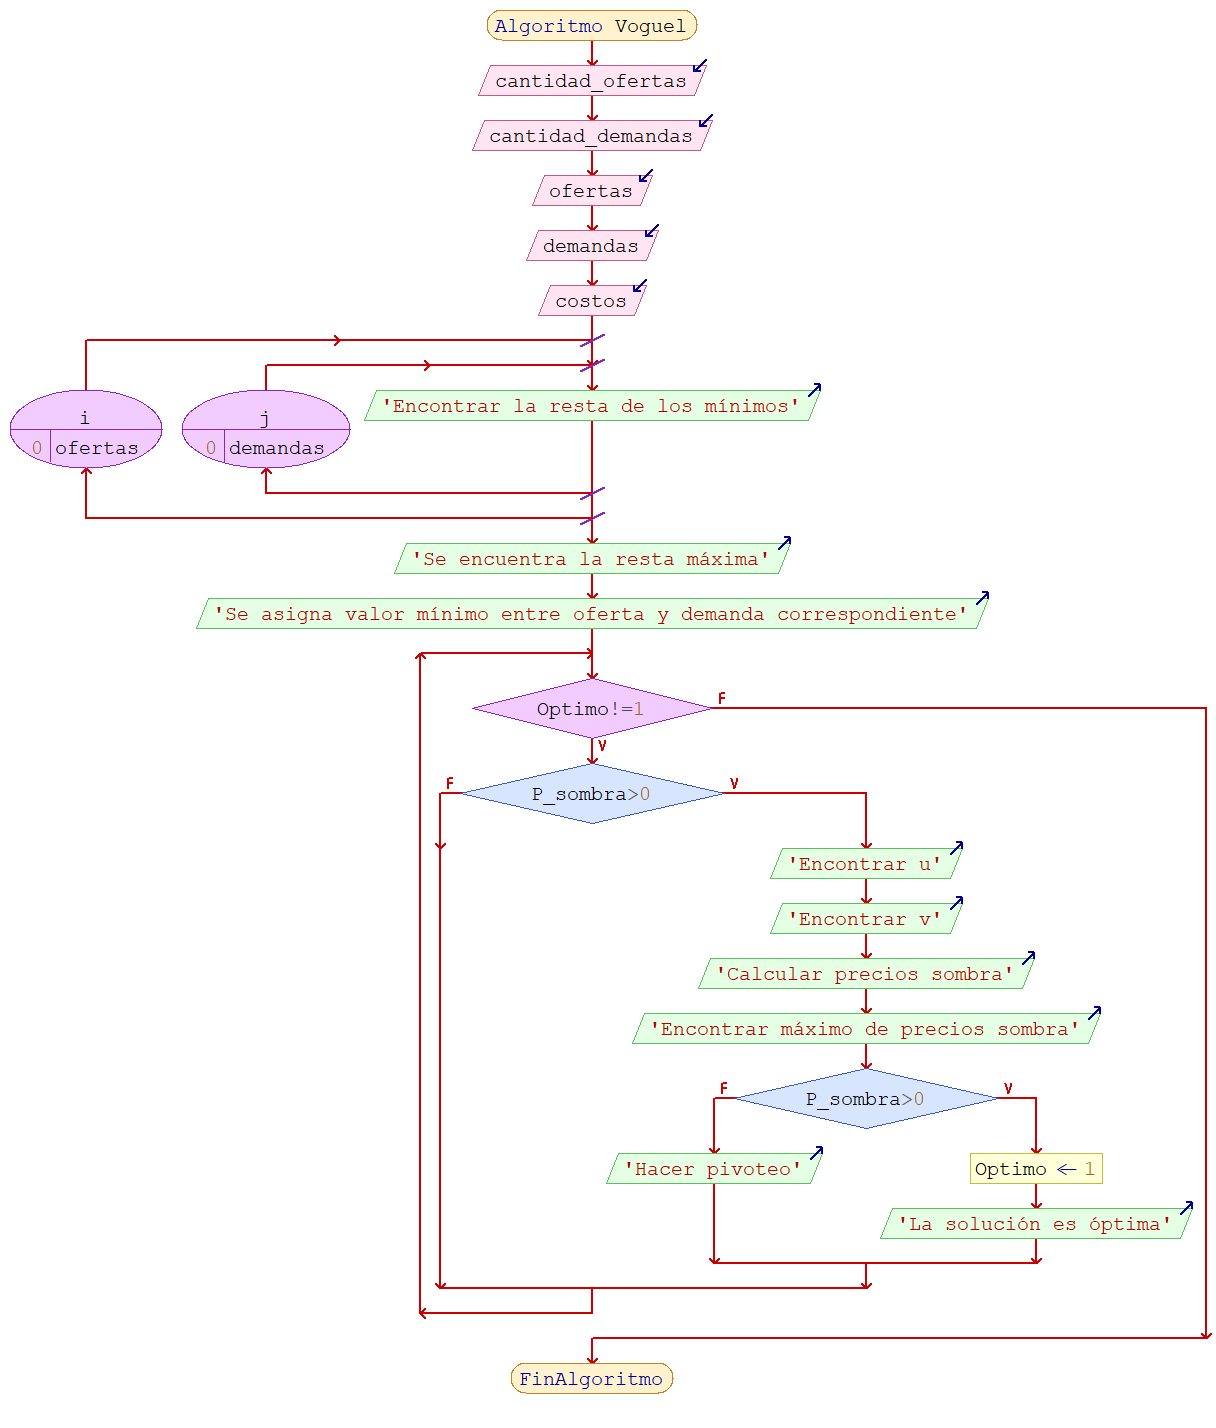 Algoritmo Voguel
cantidad_ofertas
cantidad_demandas
ofertas
demandas
costos
i
0 ofertas
j
0 demandas
'Encontrar la resta de los mínimos'
'Se encuentra la resta máxima'
'Se asigna valor mínimo entre oferta y demanda correspondiente'
Optimo!=1
F
V
P_sombra>0
F
V
'Encontrar u'
'Encontrar v'
'Calcular precios sombra'
'Encontrar máximo de precios sombra'
P_sombra>0
F
V
'Hacer pivoteo'
Optimo ← 1
'La solución es óptima'
FinAlgoritmo